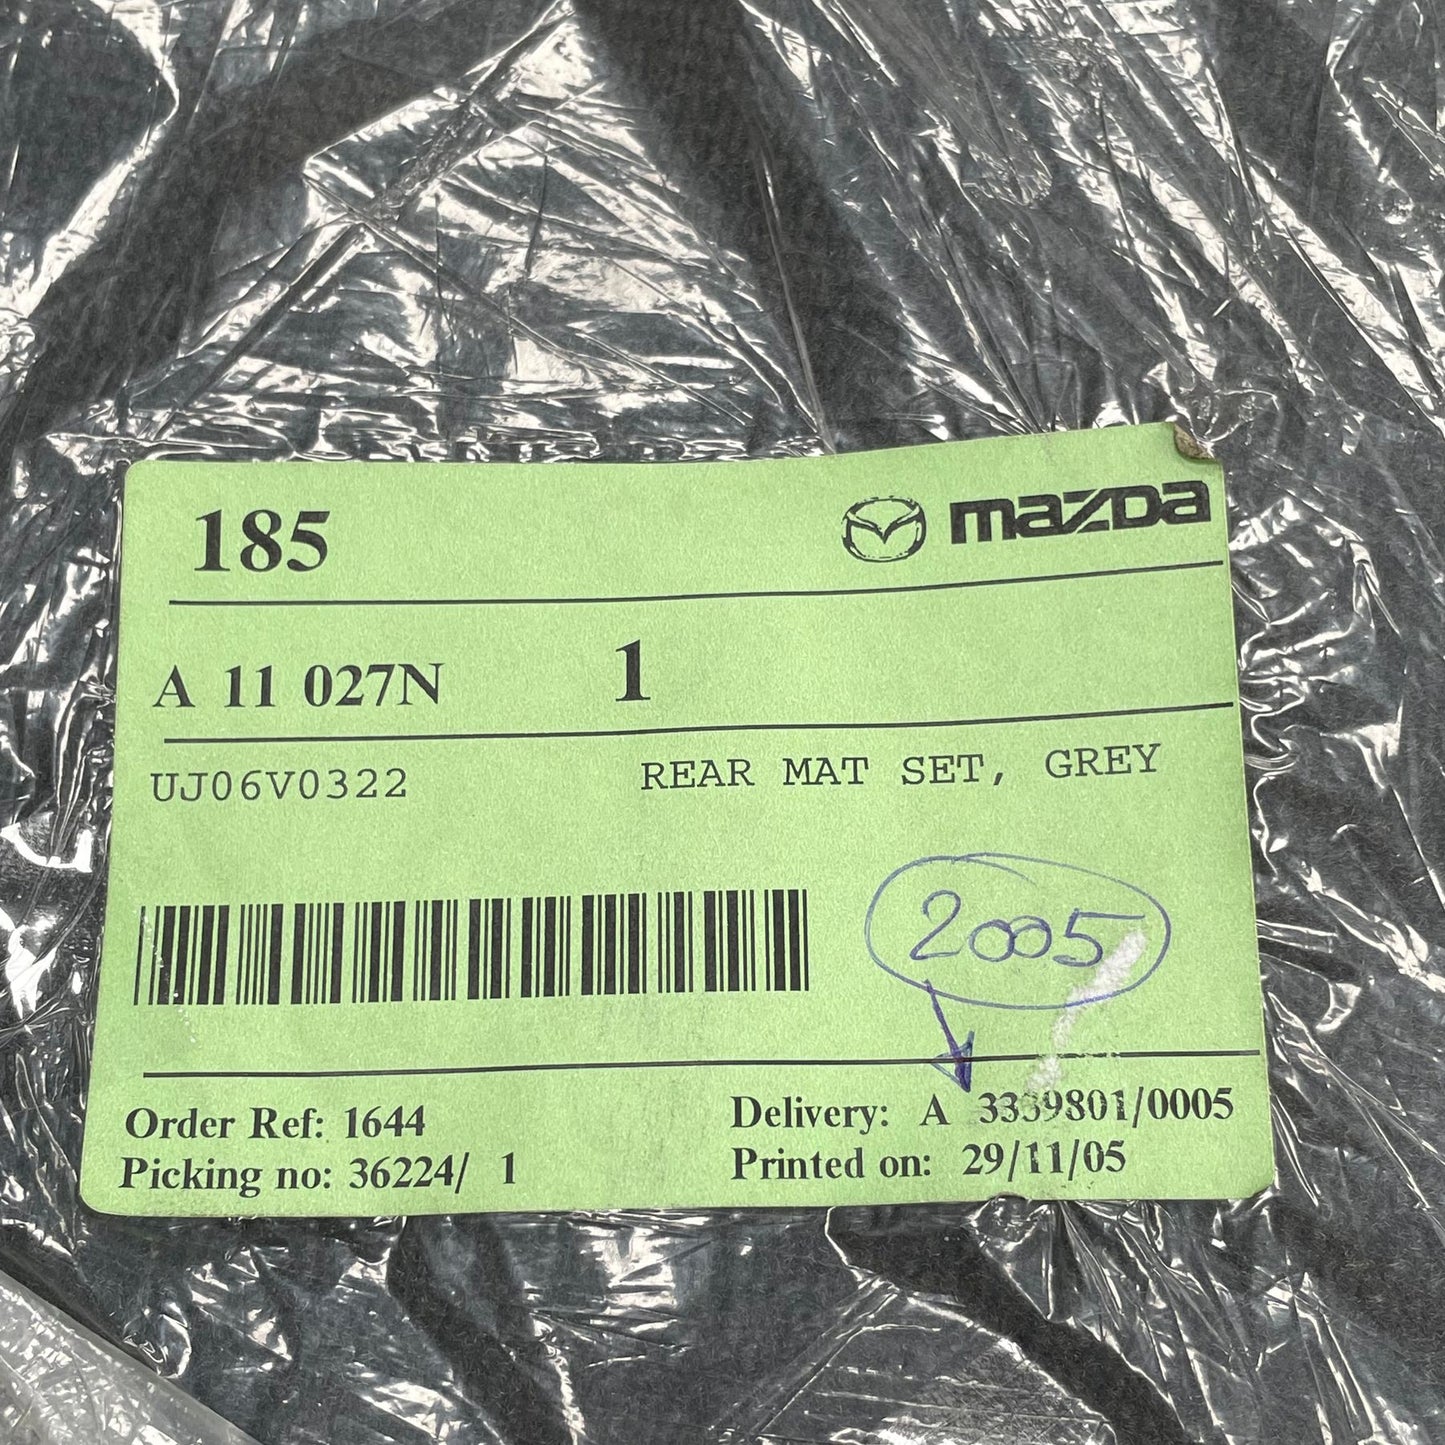 185 mazda
A 11 027N 1
UJ06V0322 REAR MAT SET, GREY
2005
Order Ref: 1644 Delivery: A 3339801/0005
Picking no: 36224/ 1 Printed on: 29/11/05